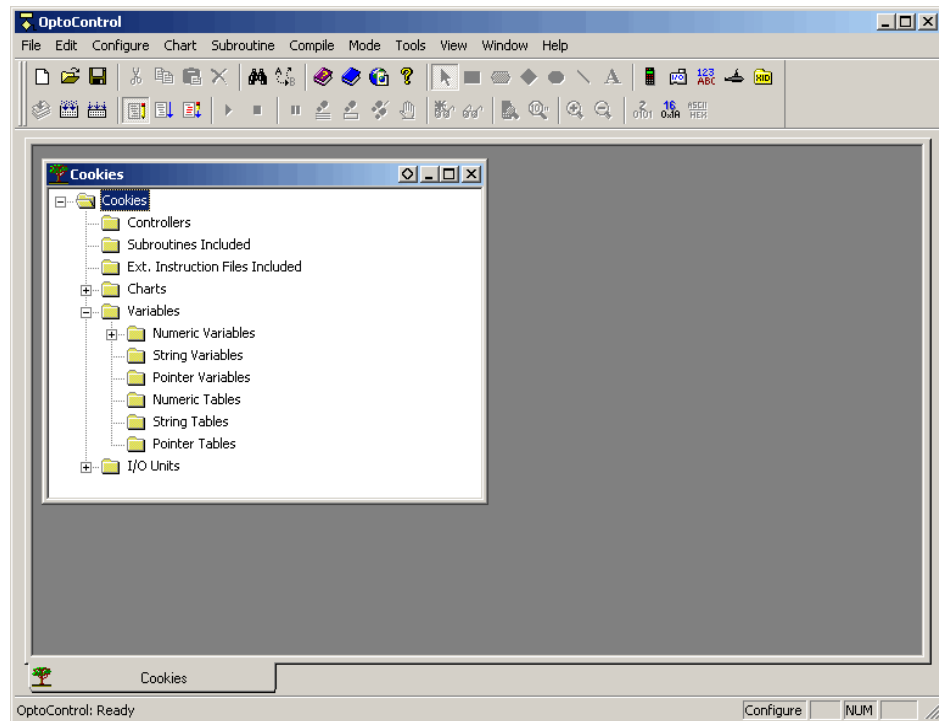 OptoControl
File Edit Configure Chart Subroutine Compile Mode Tools View Window Help
A B A I/O 123 ABC HID
0101 16 0x1A ASCII HEX
Cookies
Cookies
Controllers
Subroutines Included
Ext. Instruction Files Included
Charts
Variables
Numeric Variables
String Variables
Pointer Variables
Numeric Tables
String Tables
Pointer Tables
I/O Units
Cookies
OptoControl: Ready Configure NUM